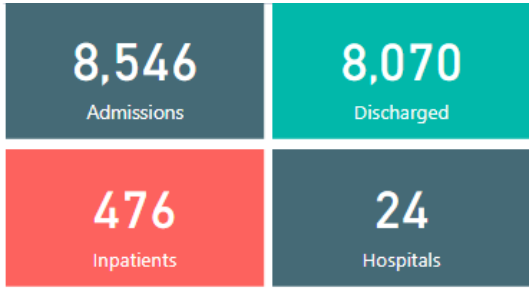 8,546
Admissions
8,070
Discharged
476
Inpatients
24
Hospitals